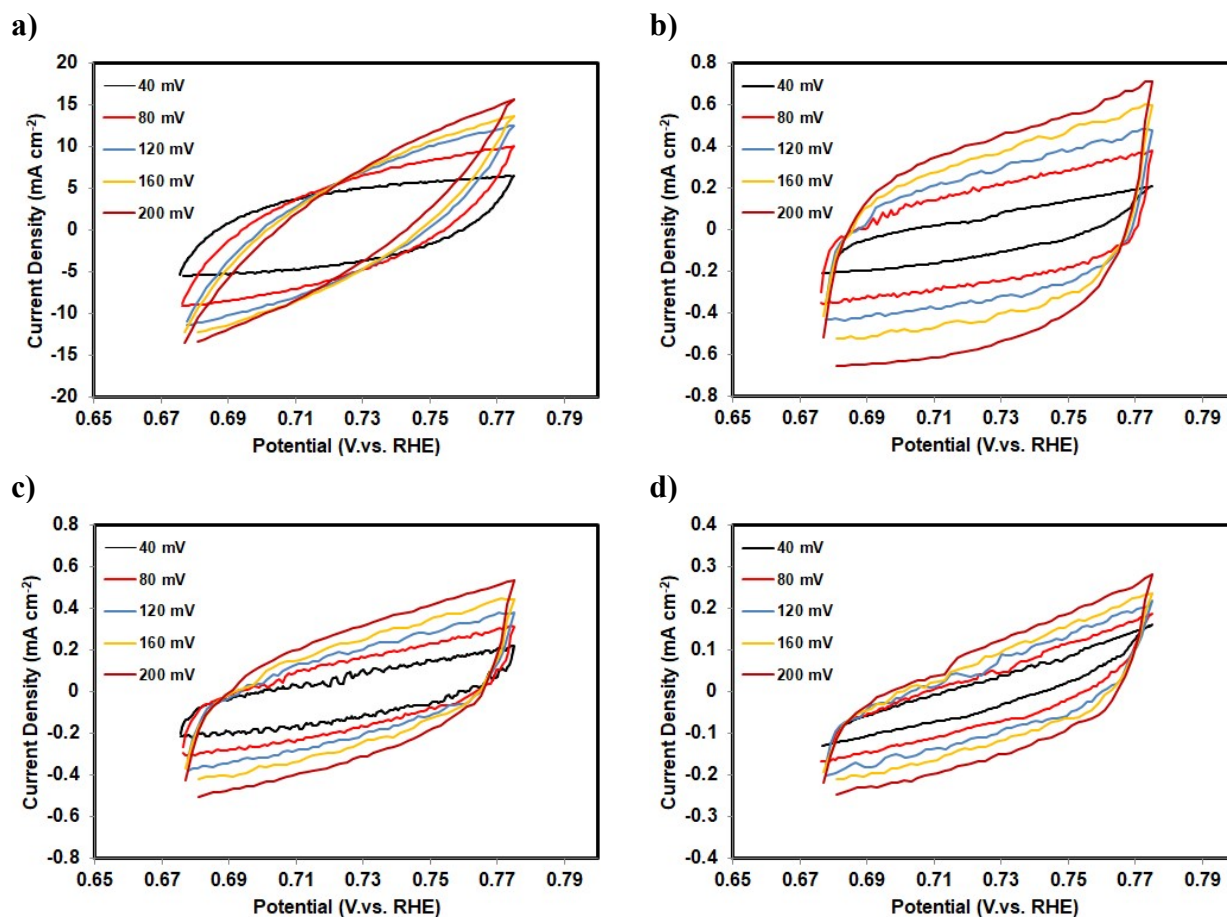 a)
20
15
10
5
0
-5
-10
-15
-20
40 mV
80 mV
120 mV
160 mV
200 mV
Current Density (mA cm-2)
0.65 0.67 0.69 0.71 0.73 0.75 0.77 0.79
Potential (V.vs. RHE)
b)
0.8
0.6
0.4
0.2
0
-0.2
-0.4
-0.6
-0.8
40 mV
80 mV
120 mV
160 mV
200 mV
Current Density (mA cm-2)
0.65 0.67 0.69 0.71 0.73 0.75 0.77 0.79
Potential (V.vs. RHE)
c)
0.8
0.6
0.4
0.2
0
-0.2
-0.4
-0.6
-0.8
40 mV
80 mV
120 mV
160 mV
200 mV
Current Density (mA cm-2)
0.65 0.67 0.69 0.71 0.73 0.75 0.77 0.79
Potential (V.vs. RHE)
d)
0.4
0.3
0.2
0.1
0
-0.1
-0.2
-0.3
-0.4
40 mV
80 mV
120 mV
160 mV
200 mV
Current Density (mA cm-2)
0.65 0.67 0.69 0.71 0.73 0.75 0.77 0.79
Potential (V.vs. RHE)